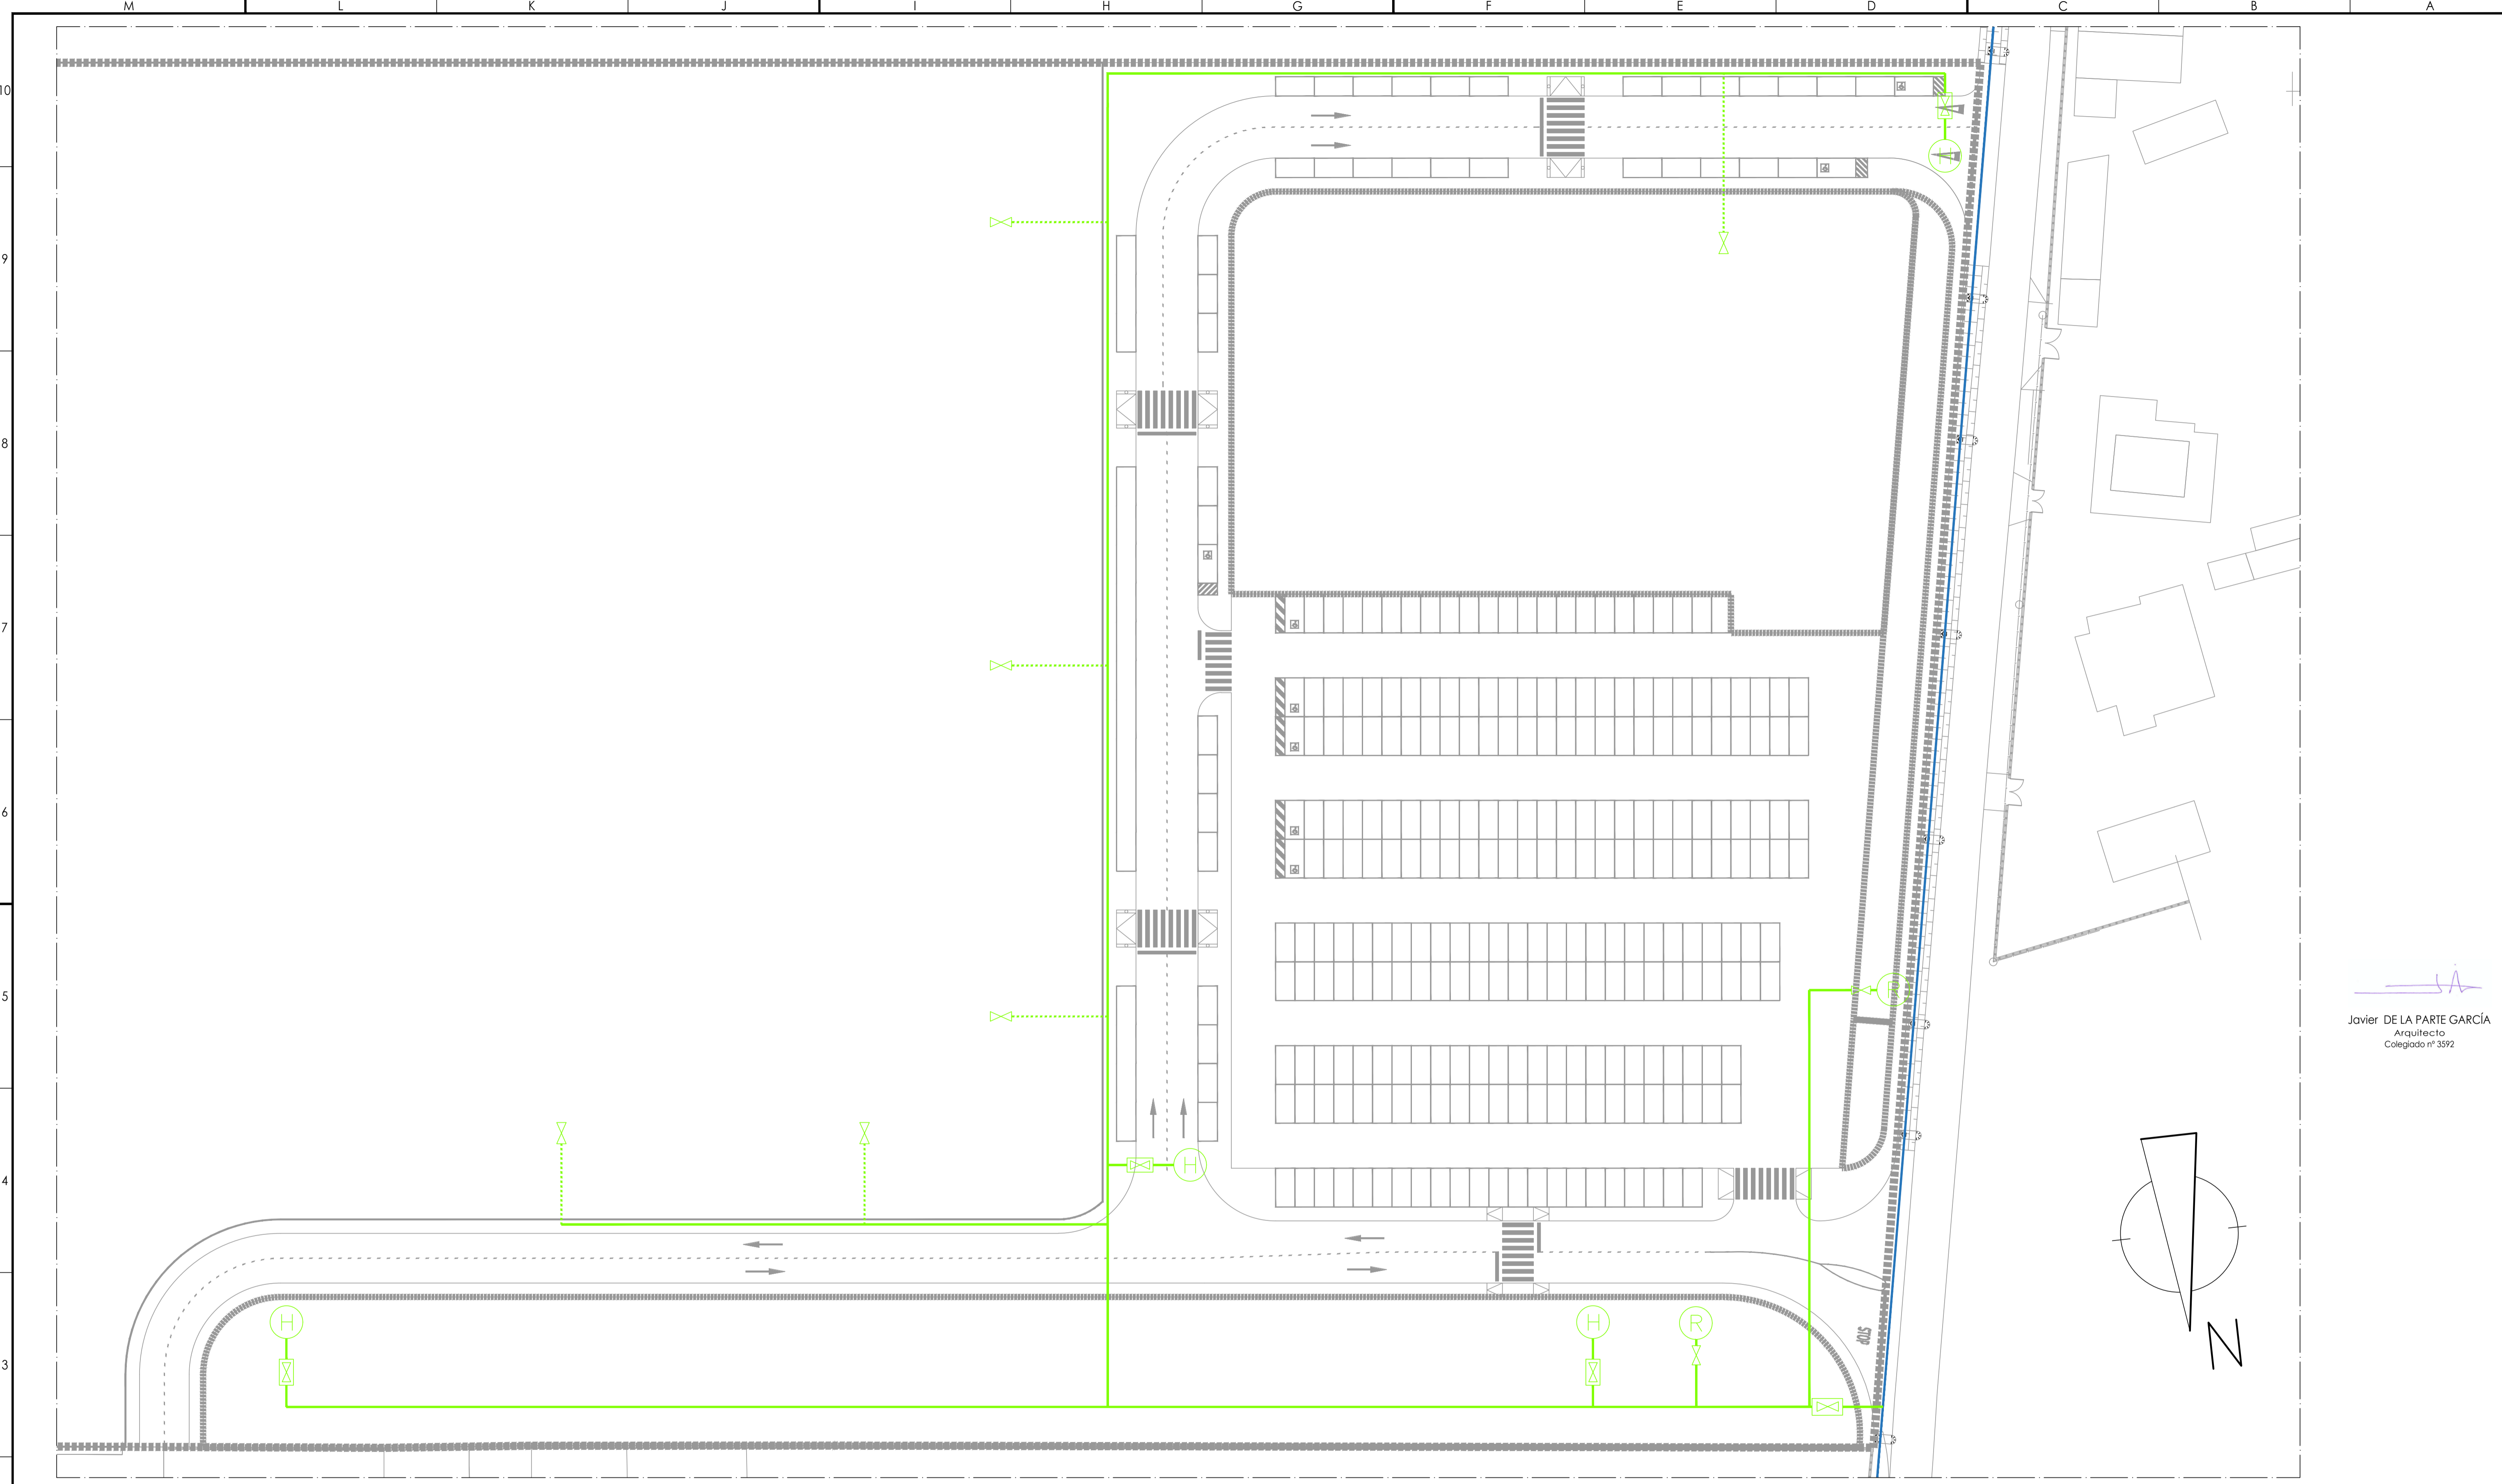 M L K J I H G F E D C B A
10
H
9
8
7
6
R
5
Javier DE LA PARTE GARCÍA
Arquitecto
Colegiado nº 3592
H
4
H
H
R
STOP
3
N